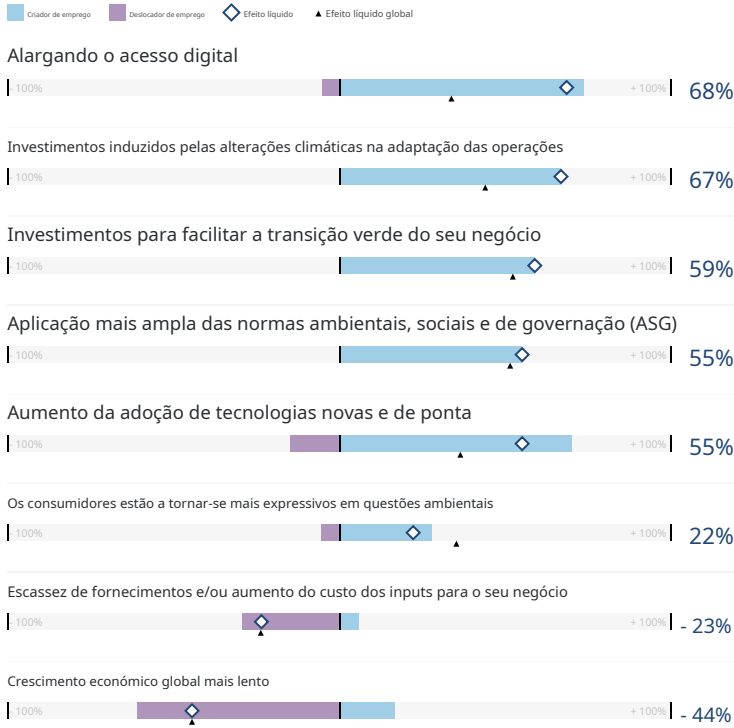 Criador de emprego Deslocador de emprego Efeito líquido Efeito líquido global
Alargando o acesso digital
- 100% + 100% 68%
Investimentos induzidos pelas alterações climáticas na adaptação das operações
- 100% + 100% 67%
Investimentos para facilitar a transição verde do seu negócio
- 100% + 100% 59%
Aplicação mais ampla das normas ambientais, sociais e de governação (ASG)
- 100% + 100% 55%
Aumento da adoção de tecnologias novas e de ponta
- 100% + 100% 55%
Os consumidores estão a tornar-se mais expressivos em questões ambientais
- 100% + 100% 22%
Escassez de fornecimentos e/ou aumento do custo dos inputs para o seu negócio
- 100% + 100% - 23%
Crescimento económico global mais lento
- 100% + 100% - 44%